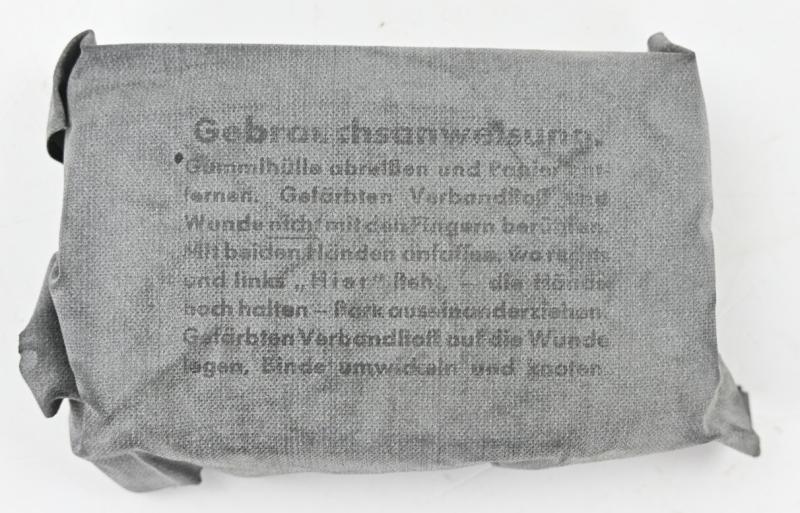 Gebrauchsanweisung.
Gummihülle abreißen und Papier ent-
fernen. Gefärbten Verbandſtoff und
Wunde nicht mit den Fingern berühren.
Mit beiden Händen anfaſſen, wo rechts
und links „Hier" ſteht, – die Hände
hoch halten – ſtark auseinanderziehen.
Gefärbten Verbandſtoff auf die Wunde
legen, Binde umwickeln und knoten.